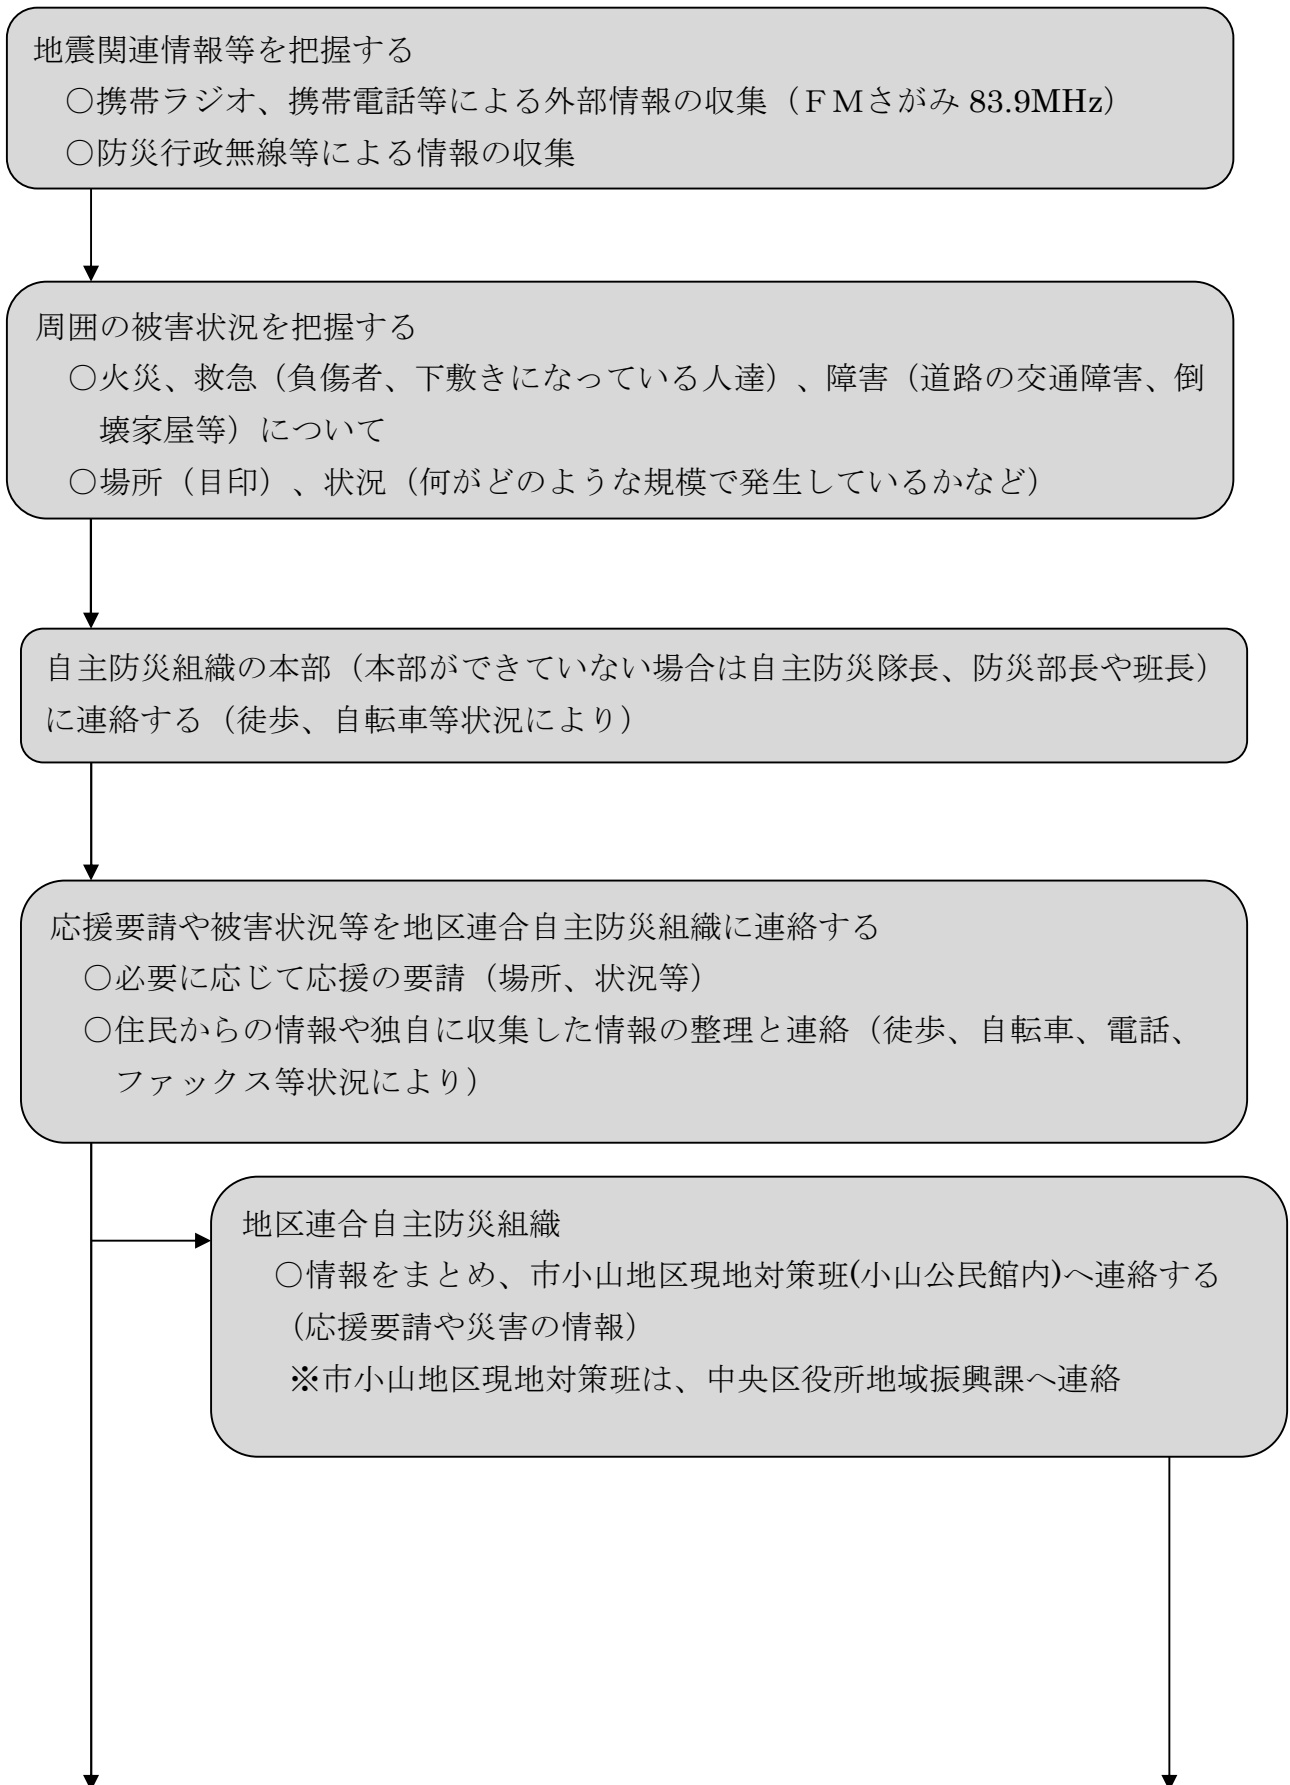 地震関連情報等を把握する
○携帯ラジオ、携帯電話等による外部情報の収集（ＦＭさがみ 83.9MHz）
○防災行政無線等による情報の収集
周囲の被害状況を把握する
○火災、救急（負傷者、下敷きになっている人達）、障害（道路の交通障害、倒
壊家屋等）について
○場所（目印）、状況（何がどのような規模で発生しているかなど）
自主防災組織の本部（本部ができていない場合は自主防災隊長、防災部長や班長）
に連絡する（徒歩、自転車等状況により）
応援要請や被害状況等を地区連合自主防災組織に連絡する
○必要に応じて応援の要請（場所、状況等）
○住民からの情報や独自に収集した情報の整理と連絡（徒歩、自転車、電話、
ファックス等状況により）
地区連合自主防災組織
○情報をまとめ、市小山地区現地対策班(小山公民館内)へ連絡する
（応援要請や災害の情報）
※市小山地区現地対策班は、中央区役所地域振興課へ連絡